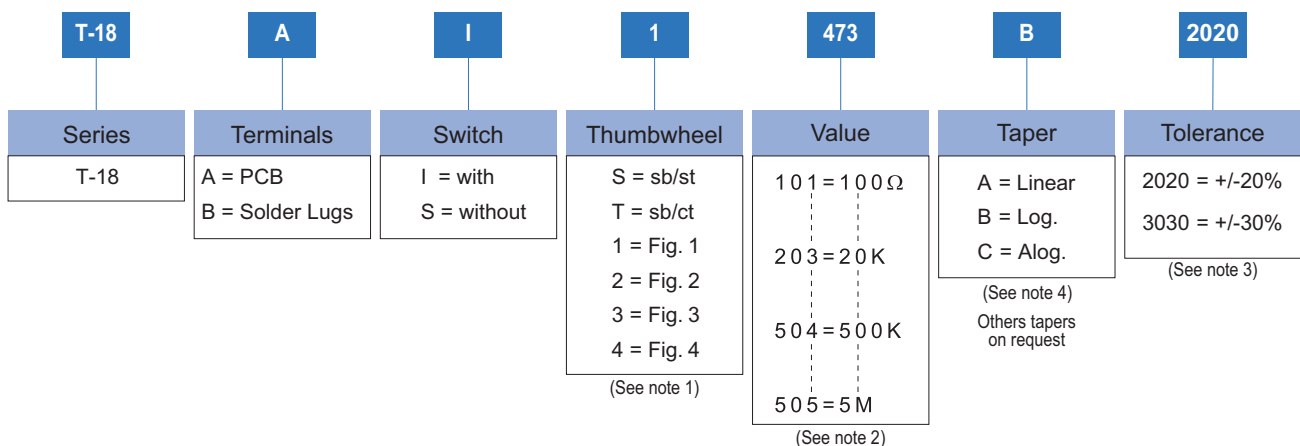 T-18 A I 1 473 B 2020
Series Terminals Switch Thumbwheel Value Taper Tolerance
T-18
A = PCB
B = Solder Lugs
I = with
S = without
S = sb/st
T = sb/ct
1 = Fig. 1
2 = Fig. 2
3 = Fig. 3
4 = Fig. 4
(See note 1)
101=100Ω
203=20K
504=500K
505=5M
(See note 2)
A = Linear
B = Log.
C = Alog.
(See note 4)
Others tapers
on request
2020 = +/-20%
3030 = +/-30%
(See note 3)